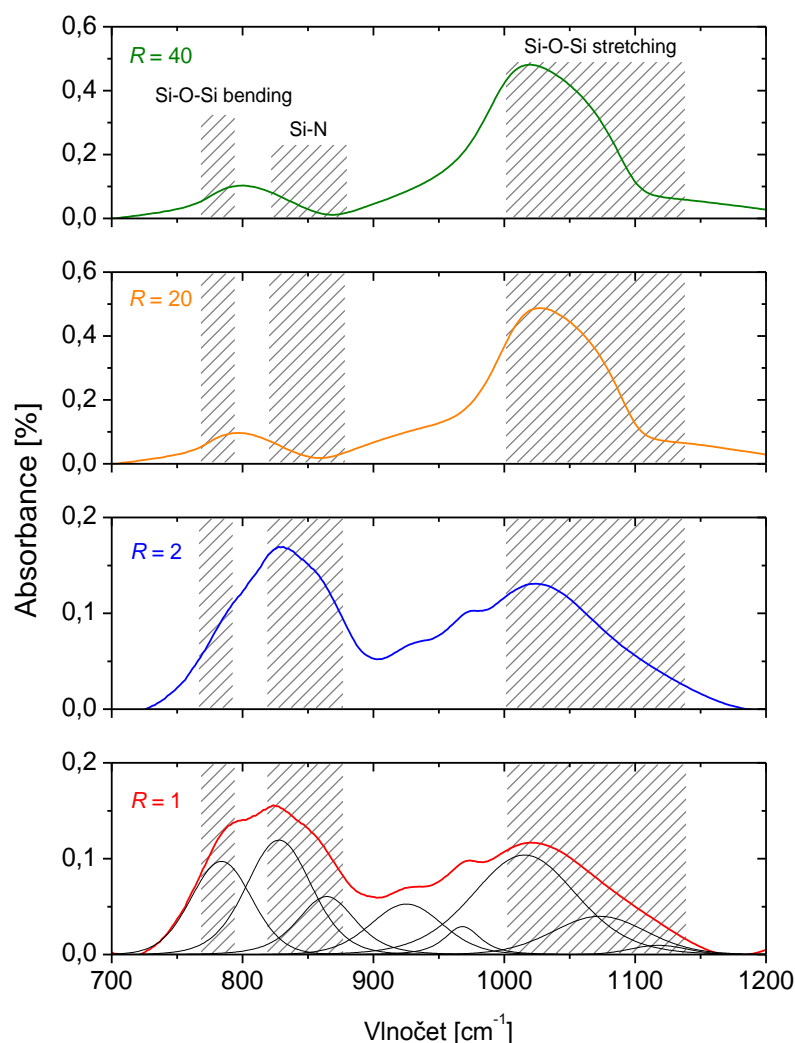 0,6
R = 40
Si-O-Si stretching
Si-O-Si bending
Si-N
0,4
0,2
0,0
0,6
R = 20
0,4
0,2
0,0
Absorbance [%]
0,2
R = 2
0,1
0,0
0,2
R = 1
0,1
0,0
700 800 900 1000 1100 1200
Vlnočet [cm⁻¹]